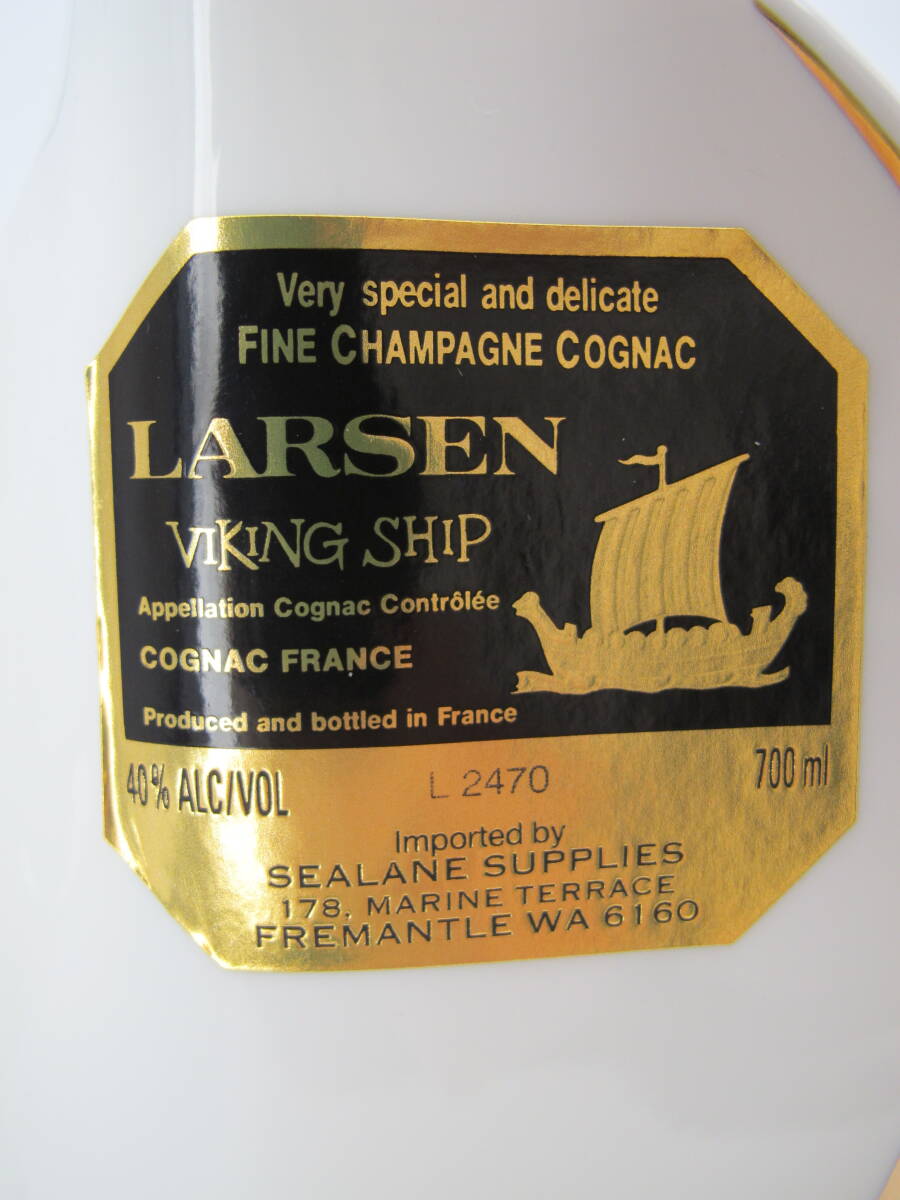 Very special and delicate
FINE CHAMPAGNE COGNAC
LARSEN
VIKING SHIP
Appellation Cognac Contrôlée
COGNAC FRANCE
Produced and bottled in France
40% ALC/VOL
L 2470
700 ml
Imported by
SEALANE SUPPLIES
178, MARINE TERRACE
FREMANTLE WA 6160